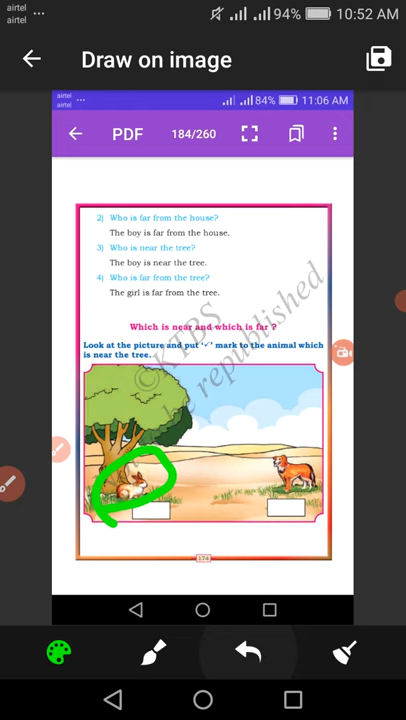 airtel
airtel ... 94% 10:52 AM
Draw on image
airtel
airtel ... 84% 11:06 AM
PDF 184/260
2) Who is far from the house?
The boy is far from the house.
3) Who is near the tree?
The boy is near the tree.
4) Who is far from the tree?
The girl is far from the tree.
Which is near and which is far ?
Look at the picture and put '✓' mark to the animal which
is near the tree.
©KTBS
be republished
174